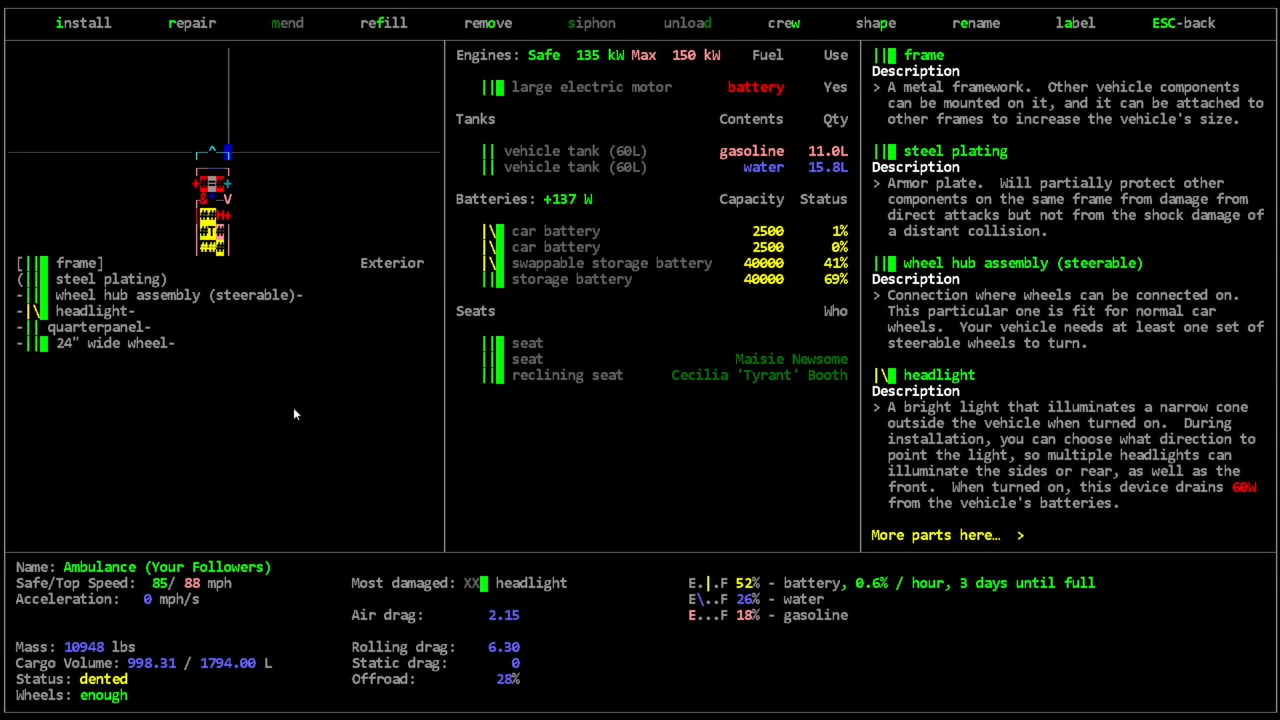 install repair mend refill remove siphon unload crew shape rename label ESC-back
[|| frame] Exterior
(|| steel plating)
-|| wheel hub assembly (steerable)-
-|\ headlight-
-|| quarterpanel-
-|| 24" wide wheel-
Engines: Safe 135 kW Max 150 kW Fuel Use
|| large electric motor battery Yes
Tanks Contents Qty
|| vehicle tank (60L) gasoline 11.0L
|| vehicle tank (60L) water 15.8L
Batteries: +137 W Capacity Status
|\ car battery 2500 1%
|\ car battery 2500 0%
|\ swappable storage battery 40000 41%
|| storage battery 40000 69%
Seats Who
|| seat
|| seat Maisie Newsome
|| reclining seat Cecilia 'Tyrant' Booth
|| frame
Description
> A metal framework. Other vehicle components
can be mounted on it, and it can be attached to
other frames to increase the vehicle's size.
|| steel plating
Description
> Armor plate. Will partially protect other
components on the same frame from damage from
direct attacks but not from the shock damage of
a distant collision.
|| wheel hub assembly (steerable)
Description
> Connection where wheels can be connected on.
This particular one is fit for normal car
wheels. Your vehicle needs at least one set of
steerable wheels to turn.
|\ headlight
Description
> A bright light that illuminates a narrow cone
outside the vehicle when turned on. During
installation, you can choose what direction to
point the light, so multiple headlights can
illuminate the sides or rear, as well as the
front. When turned on, this device drains 60W
from the vehicle's batteries.
More parts here… >
Name: Ambulance (Your Followers)
Safe/Top Speed: 85/ 88 mph
Acceleration: 0 mph/s
Mass: 10948 lbs
Cargo Volume: 998.31 / 1794.00 L
Status: dented
Wheels: enough
Most damaged: XX headlight
Air drag: 2.15
Rolling drag: 6.30
Static drag: 0
Offroad: 28%
E.|.F 52% - battery, 0.6% / hour, 3 days until full
E\..F 26% - water
E...F 18% - gasoline